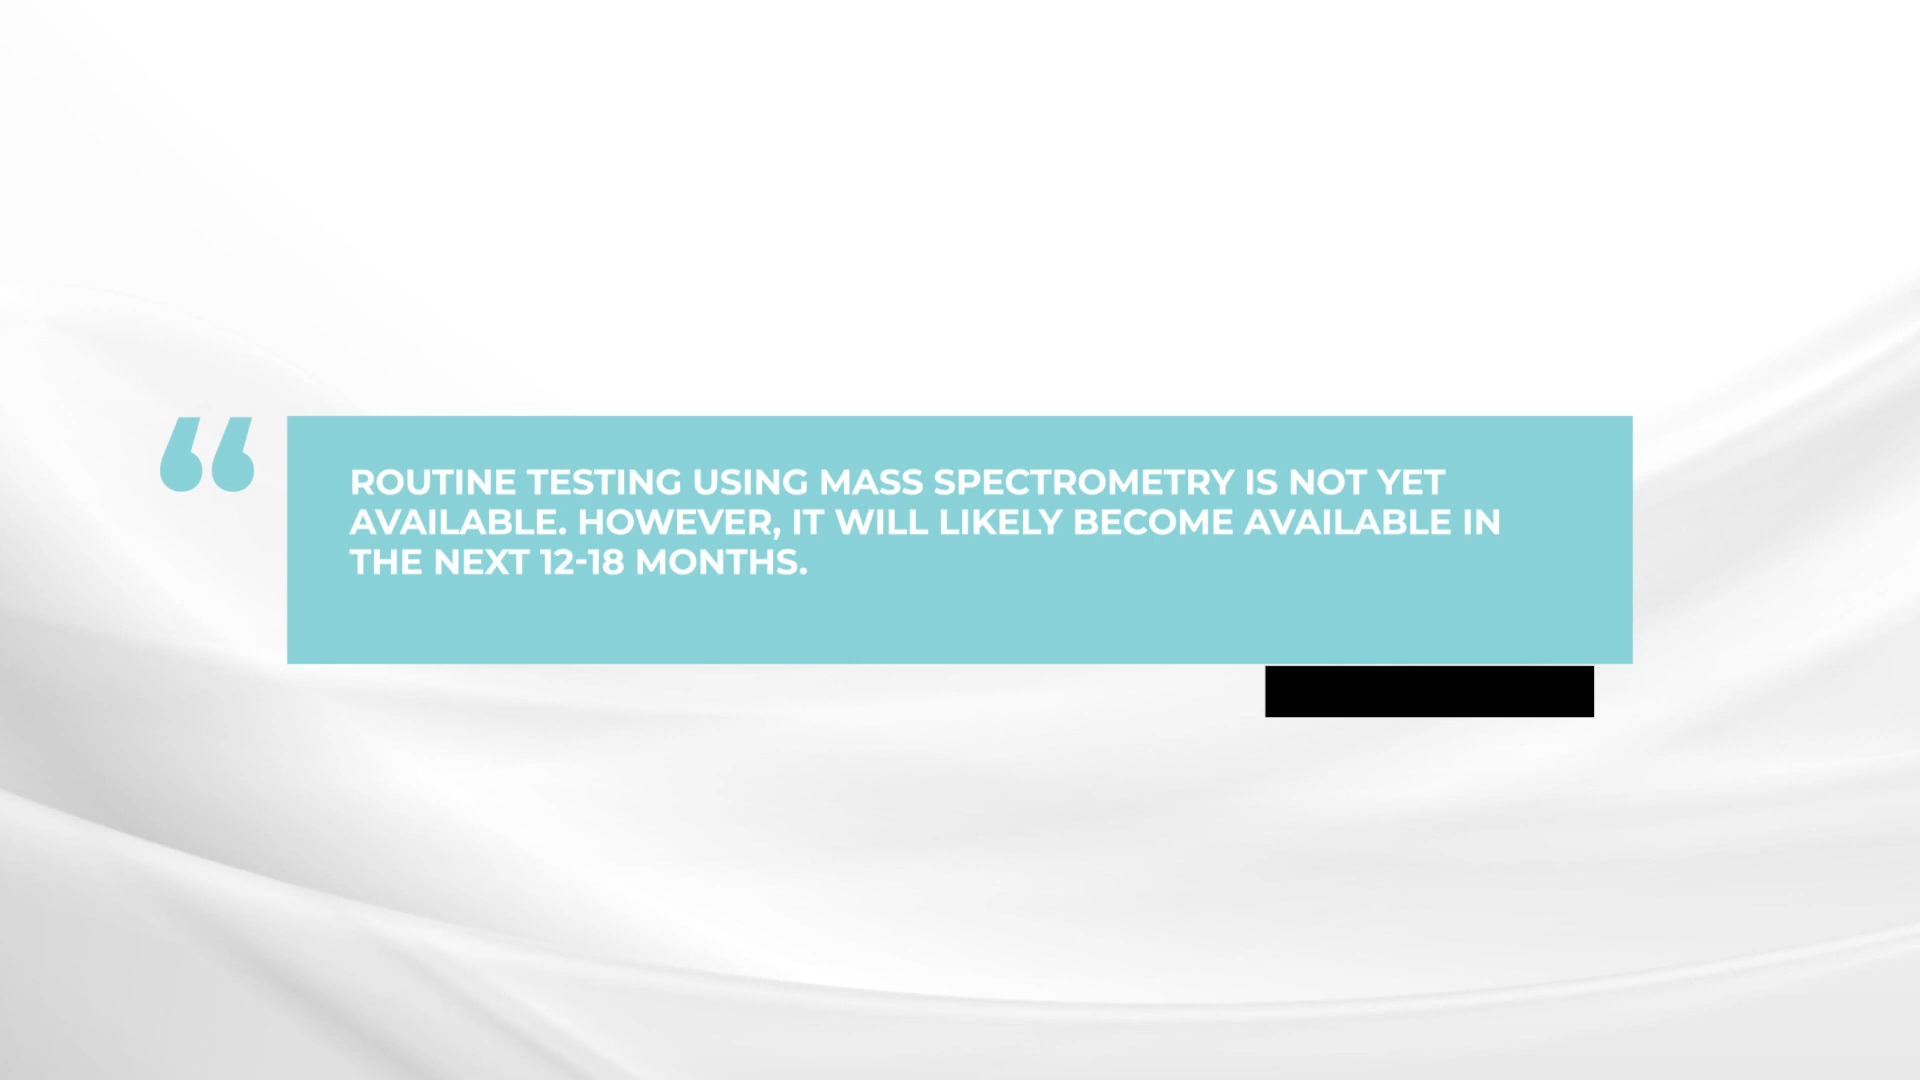 “
ROUTINE TESTING USING MASS SPECTROMETRY IS NOT YET
AVAILABLE. HOWEVER, IT WILL LIKELY BECOME AVAILABLE IN
THE NEXT 12-18 MONTHS.